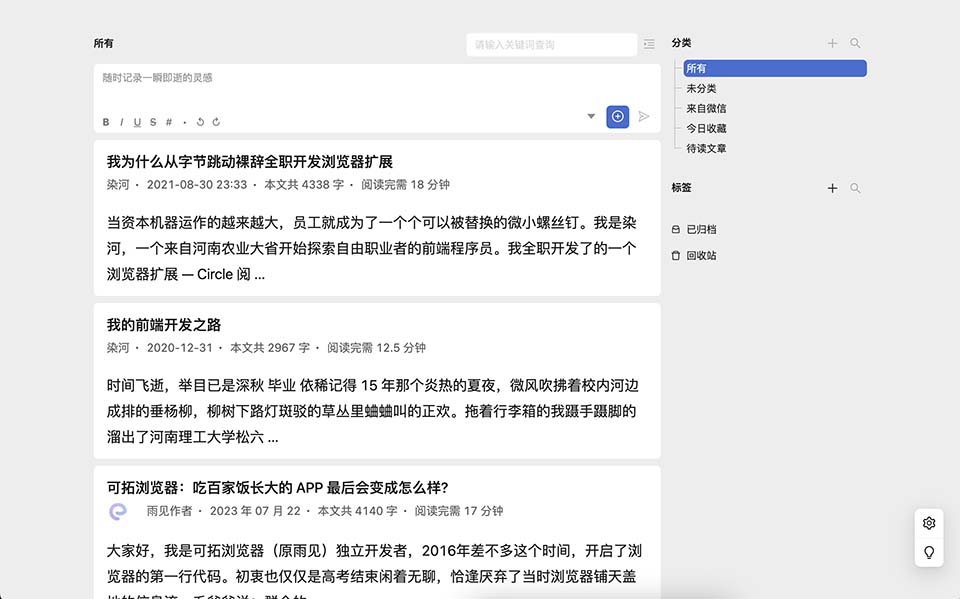 所有
请输入关键词查询
随时记录一瞬即逝的灵感
B I U S #
我为什么从字节跳动裸辞全职开发浏览器扩展
染河 · 2021-08-30 23:33 · 本文共 4338 字 · 阅读完需 18 分钟
当资本机器运作的越来越大，员工就成为了一个个可以被替换的微小螺丝钉。我是染
河，一个来自河南农业大省开始探索自由职业者的前端程序员。我全职开发了的一个
浏览器扩展 — Circle 阅 ...
我的前端开发之路
染河 · 2020-12-31 · 本文共 2967 字 · 阅读完需 12.5 分钟
时间飞逝，举目已是深秋 毕业 依稀记得 15 年那个炎热的夏夜，微风吹拂着校内河边
成排的垂杨柳，柳树下路灯斑驳的草丛里蛐蛐叫的正欢。拖着行李箱的我蹑手蹑脚的
溜出了河南理工大学松六 ...
可拓浏览器：吃百家饭长大的 APP 最后会变成怎么样?
雨见作者 · 2023 年 07 月 22 · 本文共 4140 字 · 阅读完需 17 分钟
大家好，我是可拓浏览器（原雨见）独立开发者，2016年差不多这个时间，开启了浏
览器的第一行代码。初衷也仅仅是高考结束闲着无聊，恰逢厌弃了当时浏览器铺天盖
分类
所有
未分类
来自微信
今日收藏
待读文章
标签
已归档
回收站